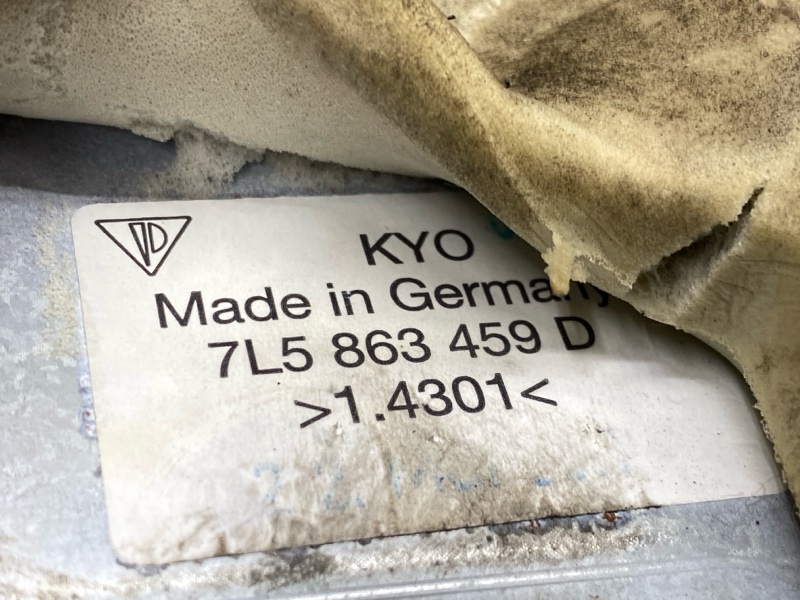 KYO
Made in Germany
7L5 863 459 D
>1.4301<